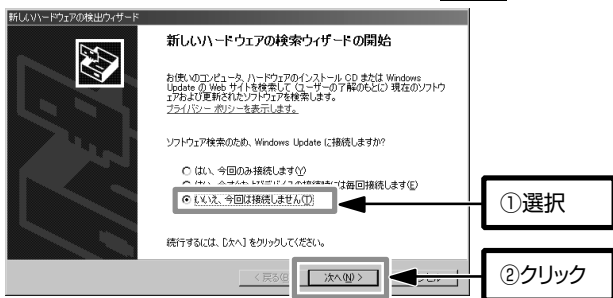 新しいハードウェアの検出ウィザード
新しいハードウェアの検索ウィザードの開始
お使いのコンピュータ、ハードウェアのインストール CD または Windows
Update の Web サイトを検索して (ユーザーの了解のもとに) 現在のソフトウ
ェアおよび更新されたソフトウェアを検索します。
プライバシー ポリシーを表示します。
ソフトウェア検索のため、Windows Update に接続しますか?
はい、今回のみ接続します(Y)
は毎回接続します(E)
いいえ、今回は接続しません(T)
①選択
続行するには、[次へ] をクリックしてください。
< 戻る(B)
次へ(N) >
②クリック